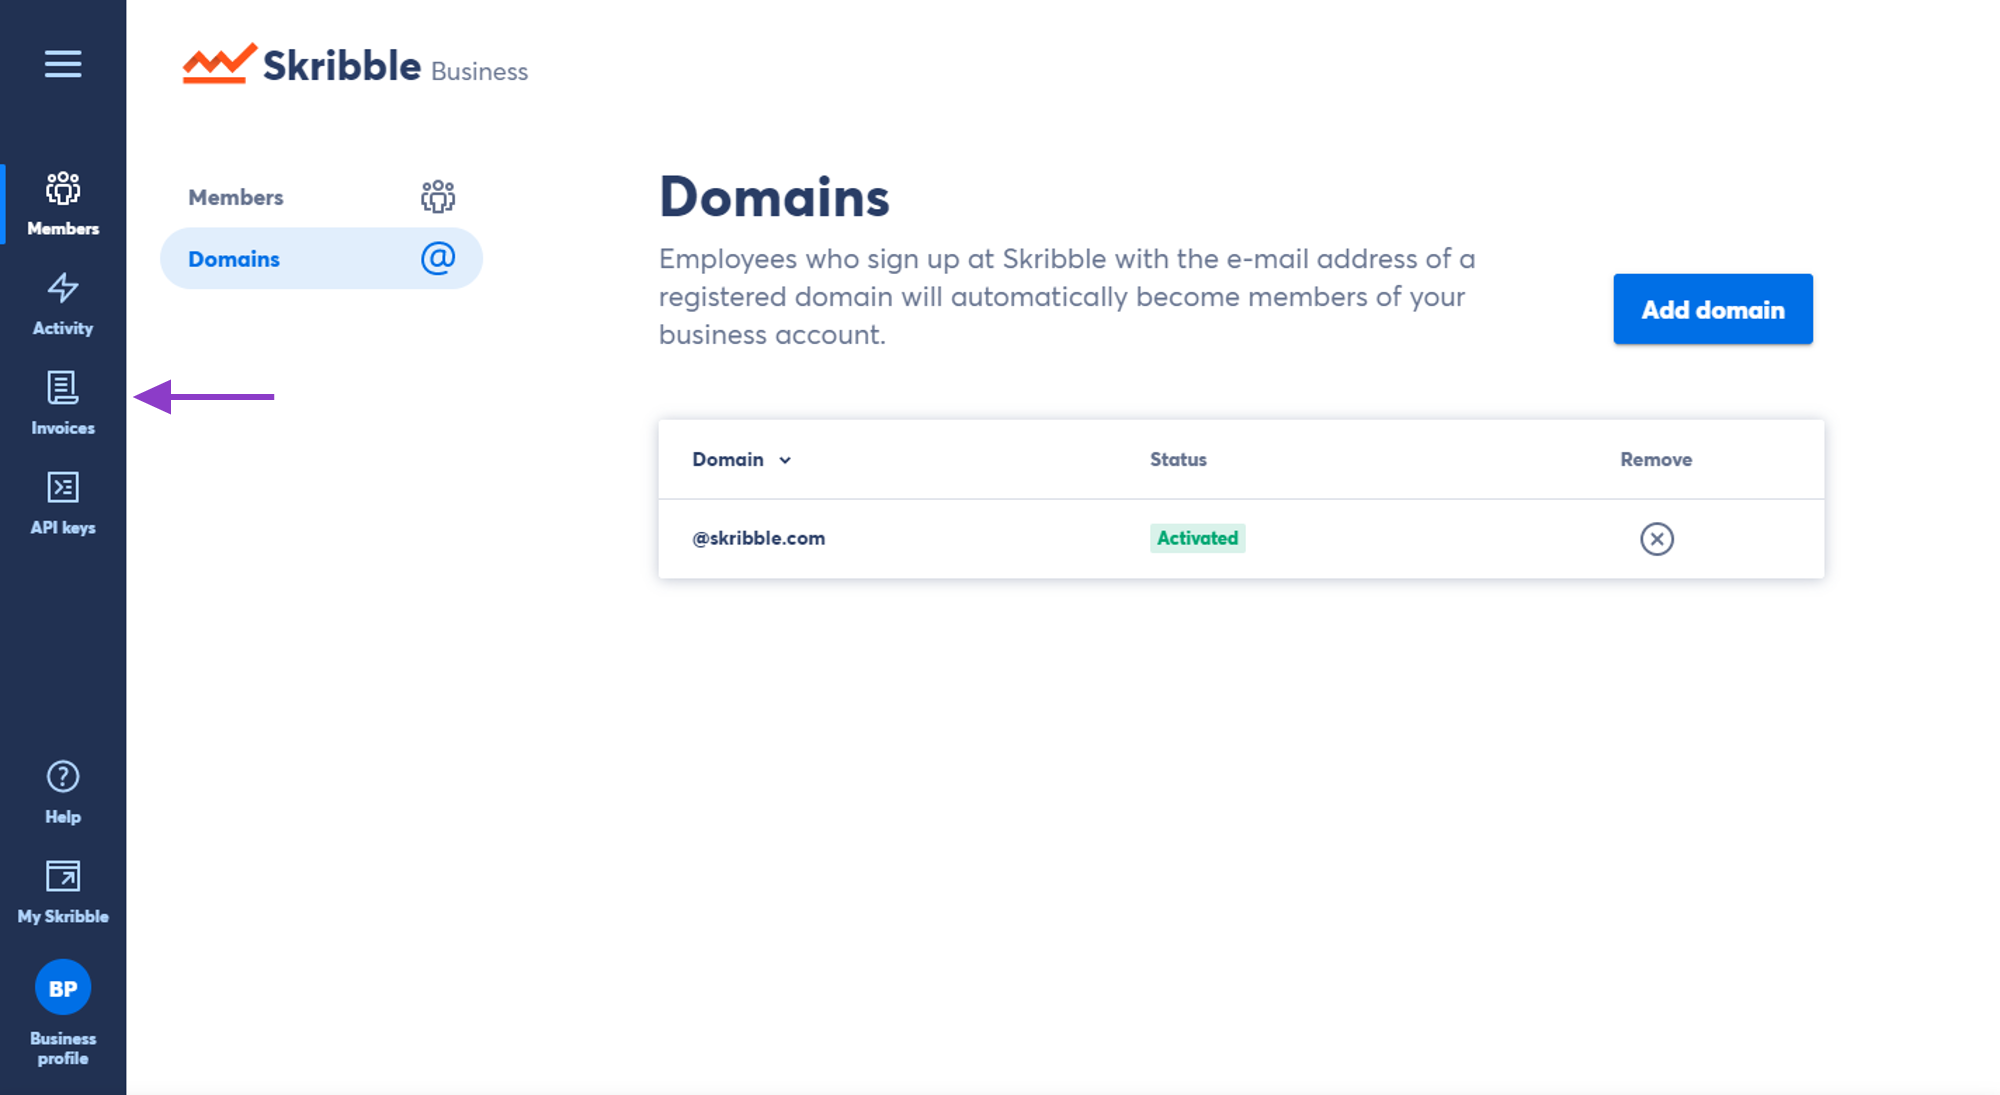 Skribble Business
Members
Activity
Invoices
API keys
Help
My Skribble
BP
Business
profile
Members
Domains
Domains
Employees who sign up at Skribble with the e-mail address of a
registered domain will automatically become members of your
business account.
Add domain
Domain Status Remove
@skribble.com Activated